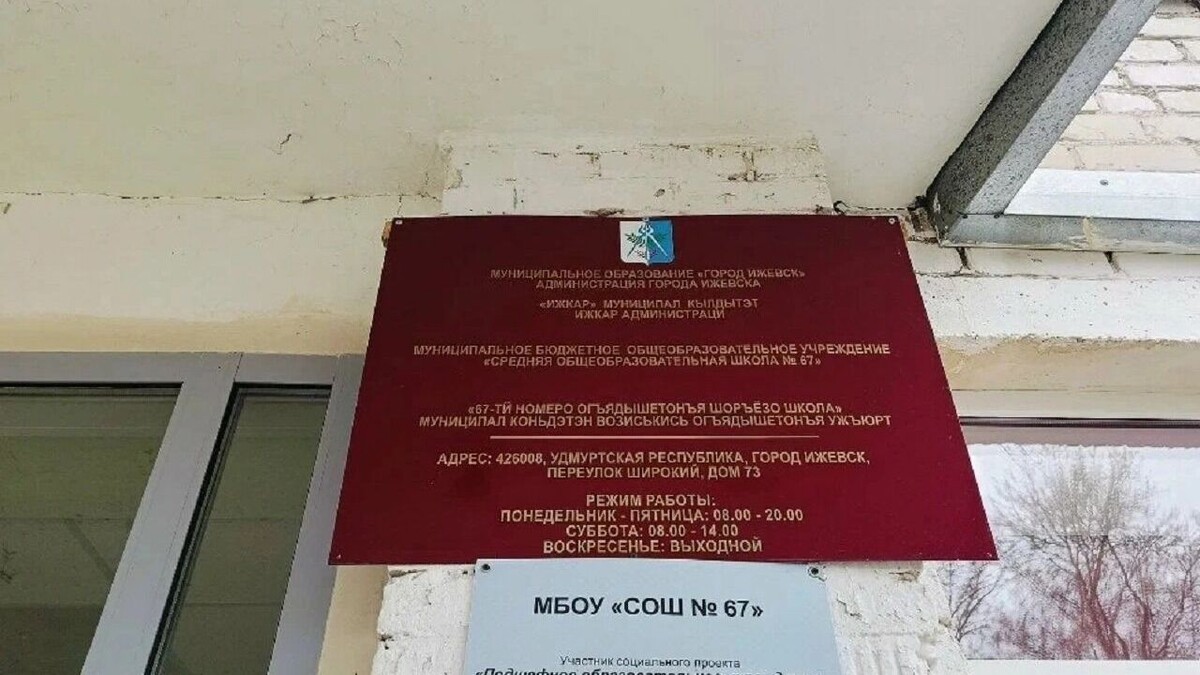 МУНИЦИПАЛЬНОЕ ОБРАЗОВАНИЕ «ГОРОД ИЖЕВСК»
АДМИНИСТРАЦИЯ ГОРОДА ИЖЕВСКА
«ИЖКАР» МУНИЦИПАЛ КЫЛДЫТЭТ
ИЖКАР АДМИНИСТРАЦИ
МУНИЦИПАЛЬНОЕ БЮДЖЕТНОЕ ОБЩЕОБРАЗОВАТЕЛЬНОЕ УЧРЕЖДЕНИЕ
«СРЕДНЯЯ ОБЩЕОБРАЗОВАТЕЛЬНАЯ ШКОЛА № 67»
«67-ТӤ НОМЕРО ОГЪЯДЫШЕТОНЪЯ ШОРЪЁЗО ШКОЛА»
МУНИЦИПАЛ КОНЬДЭТЭН ВОЗИСЬКИСЬ ОГЪЯДЫШЕТОНЪЯ УЖЪЮРТ
АДРЕС: 426008, УДМУРТСКАЯ РЕСПУБЛИКА, ГОРОД ИЖЕВСК,
ПЕРЕУЛОК ШИРОКИЙ, ДОМ 73
РЕЖИМ РАБОТЫ:
ПОНЕДЕЛЬНИК - ПЯТНИЦА: 08.00 - 20.00
СУББОТА: 08.00 - 14.00
ВОСКРЕСЕНЬЕ: ВЫХОДНОЙ
МБОУ «СОШ № 67»
Участник социального проекта